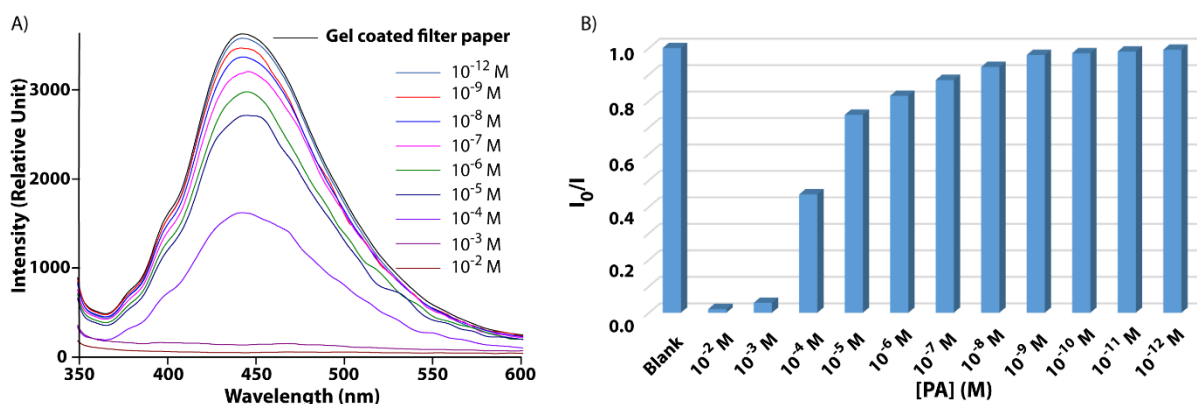 A)
Intensity (Relative Unit)
3000
2000
1000
0
350
400
450
500
550
600
Wavelength (nm)
Gel coated filter paper
10⁻¹² M
10⁻⁹ M
10⁻⁸ M
10⁻⁷ M
10⁻⁶ M
10⁻⁵ M
10⁻⁴ M
10⁻³ M
10⁻² M
B)
I₀/I
1.0
0.8
0.6
0.4
0.2
0.0
Blank
10⁻² M
10⁻³ M
10⁻⁴ M
10⁻⁵ M
10⁻⁶ M
10⁻⁷ M
10⁻⁸ M
10⁻⁹ M
10⁻¹⁰ M
10⁻¹¹ M
10⁻¹² M
[PA] (M)